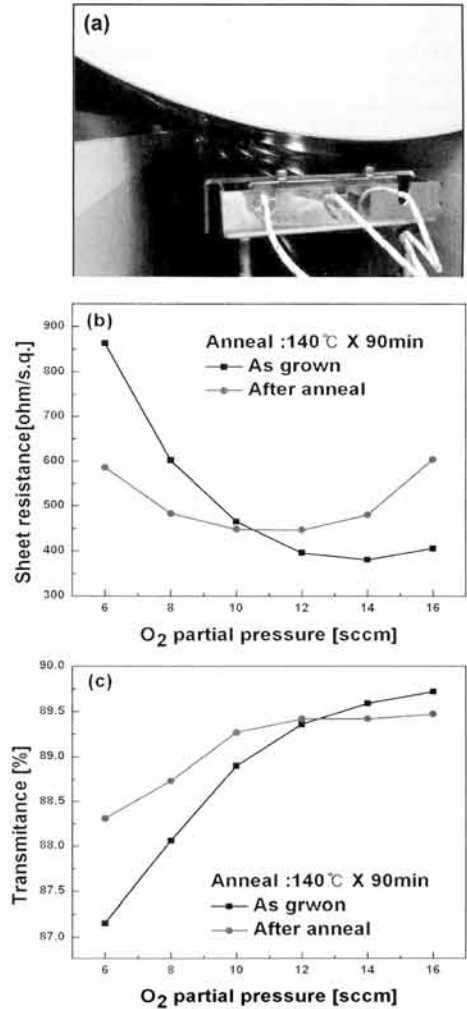 (a)
(b)
Anneal :140℃ X 90min
As grown
After anneal
Sheet resistance[ohm/s.q.]
900
800
700
600
500
400
300
6 8 10 12 14 16
O2 partial pressure [sccm]
(c)
Transmitance [%]
90.0
89.5
89.0
88.5
88.0
87.5
87.0
Anneal :140℃ X 90min
As grwon
After anneal
6 8 10 12 14 16
O2 partial pressure [sccm]